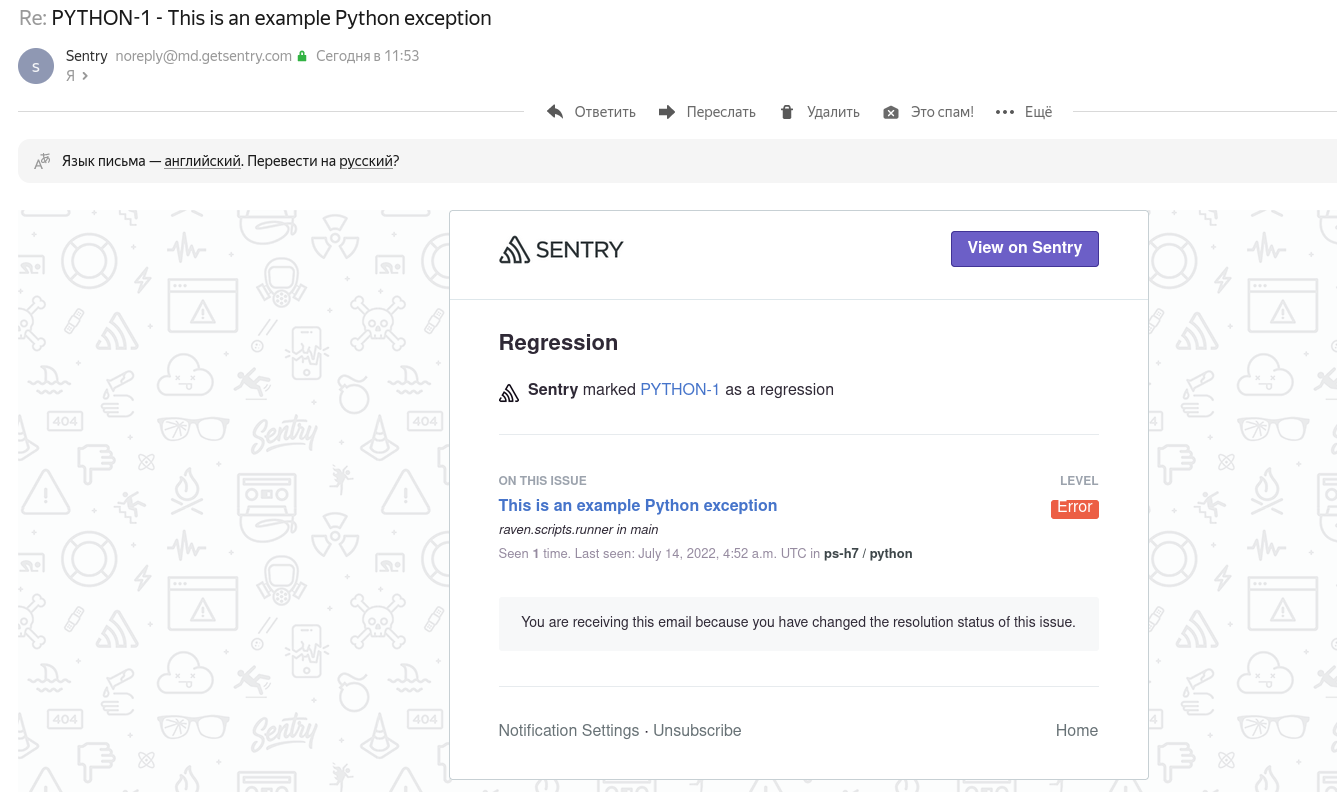 Re: PYTHON-1 - This is an example Python exception
s
Sentry noreply@md.getsentry.com Сегодня в 11:53
Я
Ответить Переслать Удалить Это спам! Ещё
Язык письма — английский. Перевести на русский?
SENTRY View on Sentry
Regression
Sentry marked PYTHON-1 as a regression
ON THIS ISSUE LEVEL
This is an example Python exception Error
raven.scripts.runner in main
Seen 1 time. Last seen: July 14, 2022, 4:52 a.m. UTC in ps-h7 / python
You are receiving this email because you have changed the resolution status of this issue.
Notification Settings · Unsubscribe Home
404
404
Sentry
404
404
Sentry